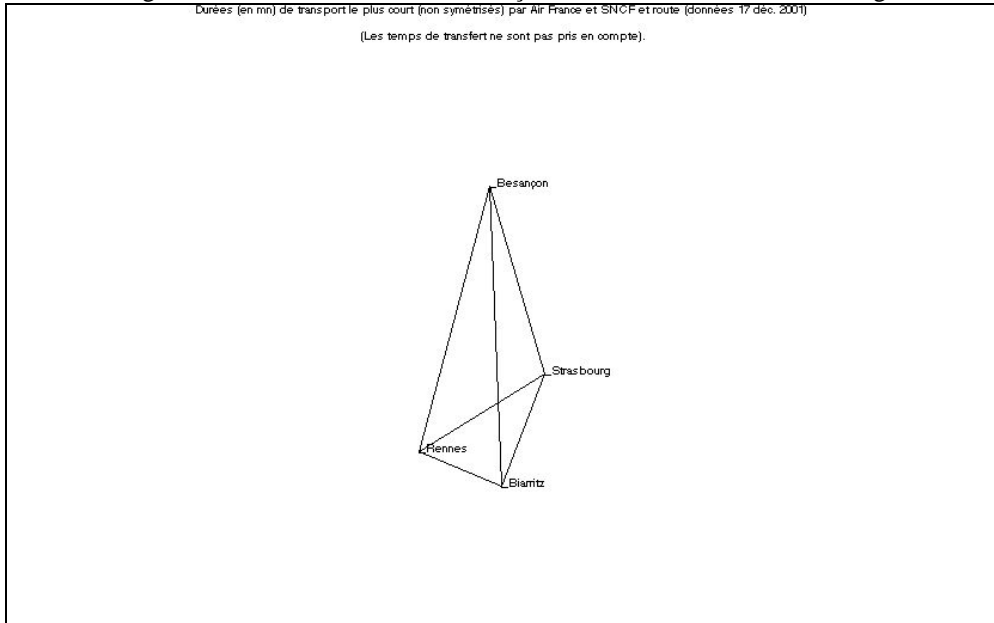 Durées (en mn) de transport le plus court (non symétrisés) par Air France et SNCF et route (données 17 déc. 2001)
(Les temps de transfert ne sont pas pris en compte).
Besançon
Strasbourg
Rennes
Biarritz